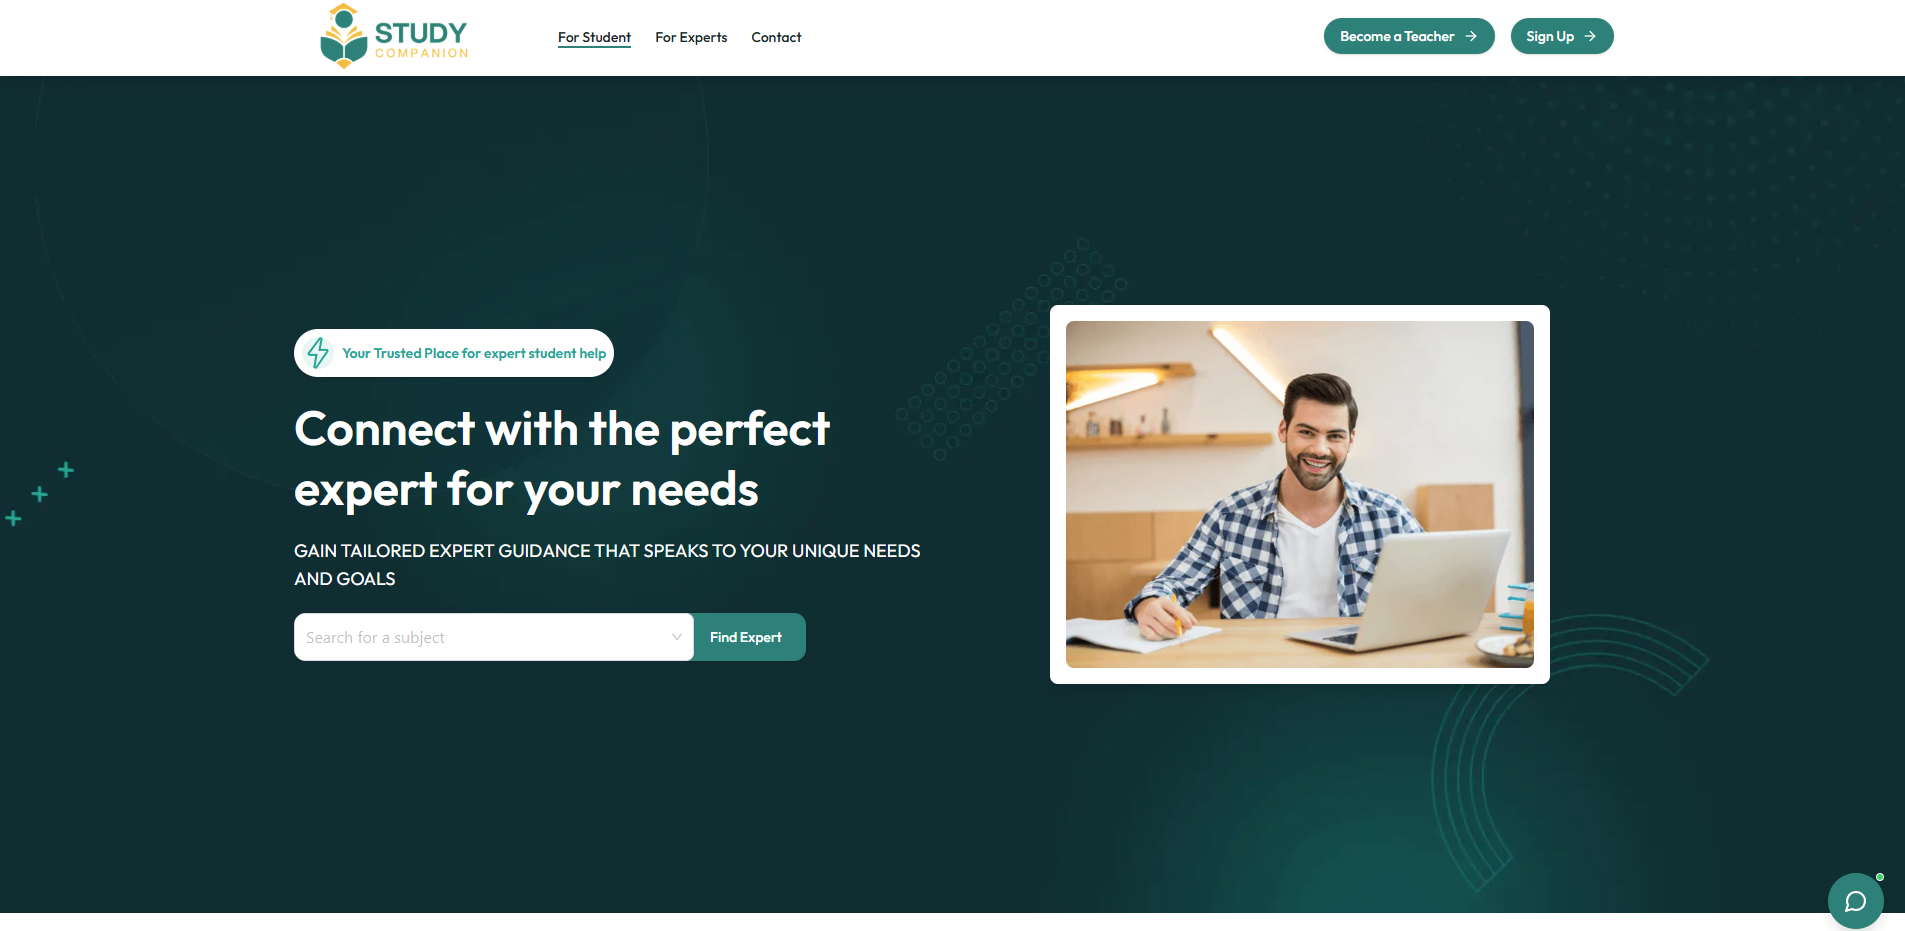 STUDY
COMPANION
For Student
For Experts
Contact
Become a Teacher
Sign Up
Your Trusted Place for expert student help
Connect with the perfect
expert for your needs
GAIN TAILORED EXPERT GUIDANCE THAT SPEAKS TO YOUR UNIQUE NEEDS
AND GOALS
Search for a subject
Find Expert